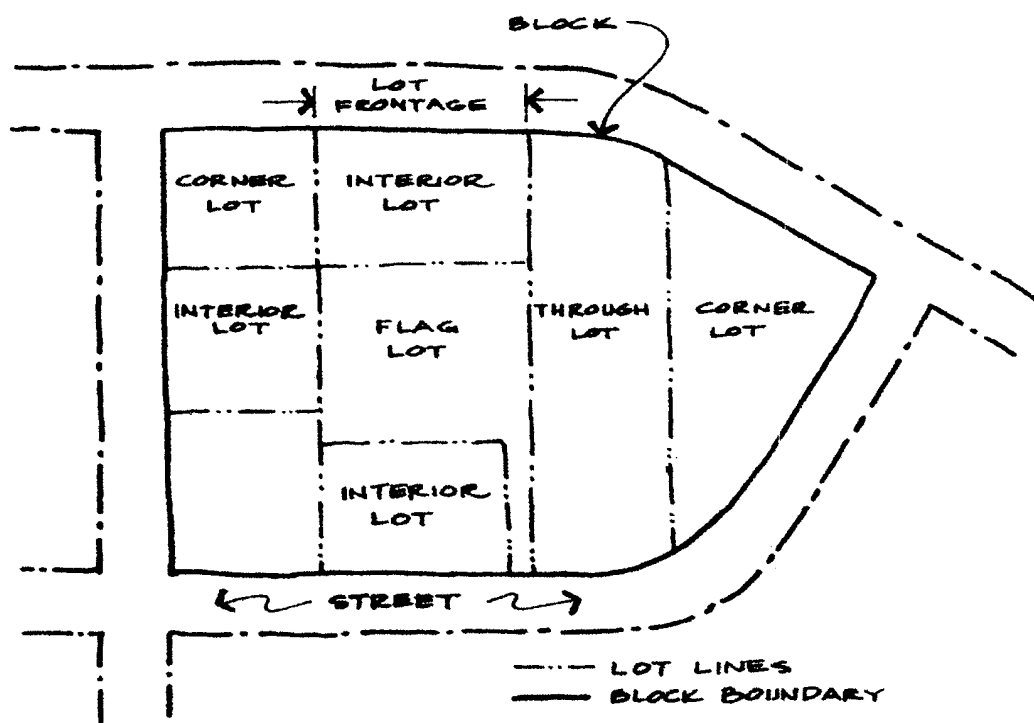 BLOCK
LOT
FRONTAGE
CORNER
LOT
INTERIOR
LOT
INTERIOR
LOT
FLAG
LOT
THROUGH
LOT
CORNER
LOT
INTERIOR
LOT
STREET
LOT LINES
BLOCK BOUNDARY